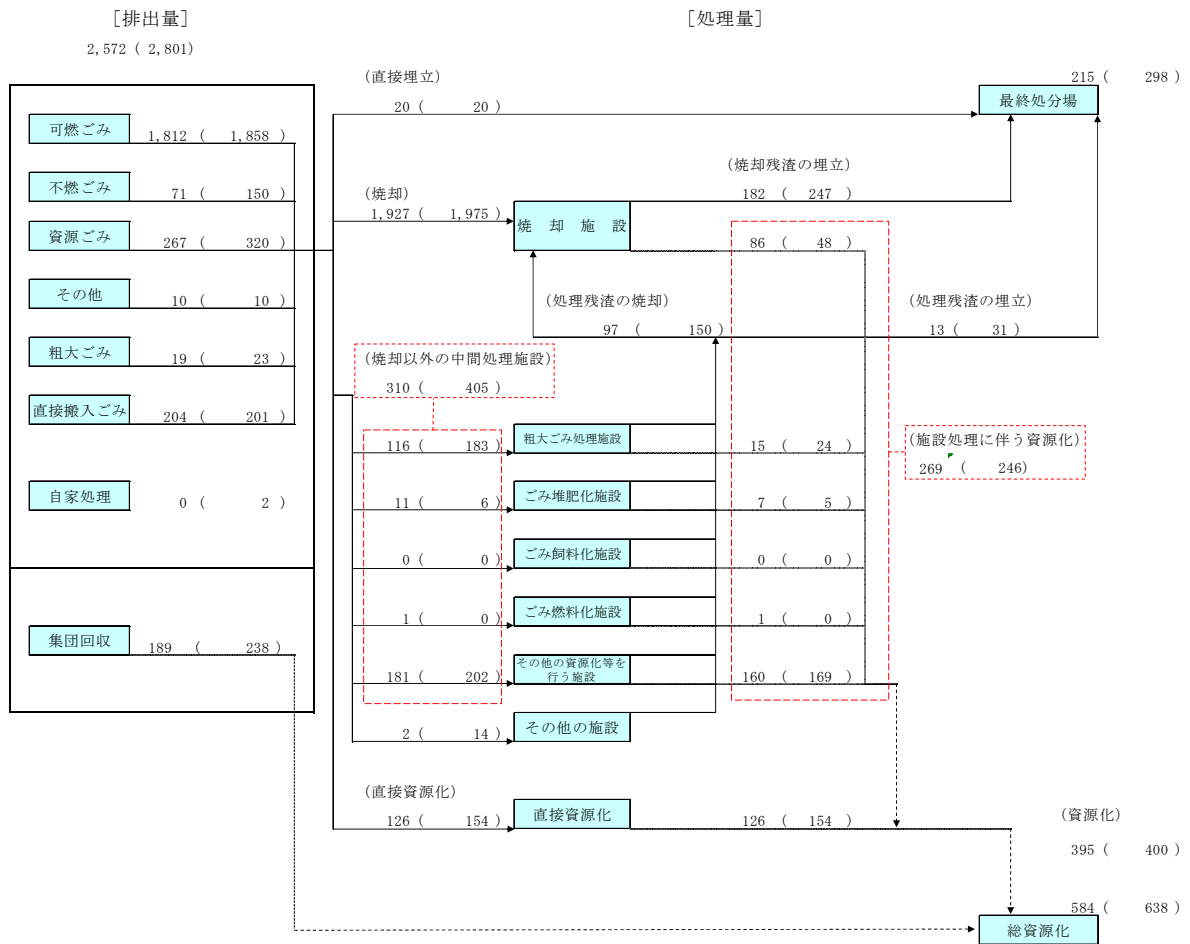 ［排出量］
［処理量］
2,572 ( 2,801)
(直接埋立)
215 ( 298 )
最終処分場
20 ( 20 )
可燃ごみ
1,812 ( 1,858 )
(焼却残渣の埋立)
不燃ごみ
71 ( 150 )
(焼却)
182 ( 247 )
1,927 ( 1,975 )
焼 却 施 設
資源ごみ
267 ( 320 )
86 ( 48 )
その他
10 ( 10 )
(処理残渣の焼却)
(処理残渣の埋立)
97 ( 150 )
13 ( 31 )
粗大ごみ
19 ( 23 )
(焼却以外の中間処理施設)
310 ( 405 )
直接搬入ごみ
204 ( 201 )
116 ( 183 )
粗大ごみ処理施設
15 ( 24 )
(施設処理に伴う資源化)
269 ( 246)
自家処理
0 ( 2 )
11 ( 6 )
ごみ堆肥化施設
7 ( 5 )
0 ( 0 )
ごみ飼料化施設
0 ( 0 )
1 ( 0 )
ごみ燃料化施設
1 ( 0 )
集団回収
189 ( 238 )
181 ( 202 )
その他の資源化等を
行う施設
160 ( 169 )
2 ( 14 )
その他の施設
(直接資源化)
126 ( 154 )
直接資源化
126 ( 154 )
(資源化)
395 ( 400 )
584 ( 638 )
総資源化